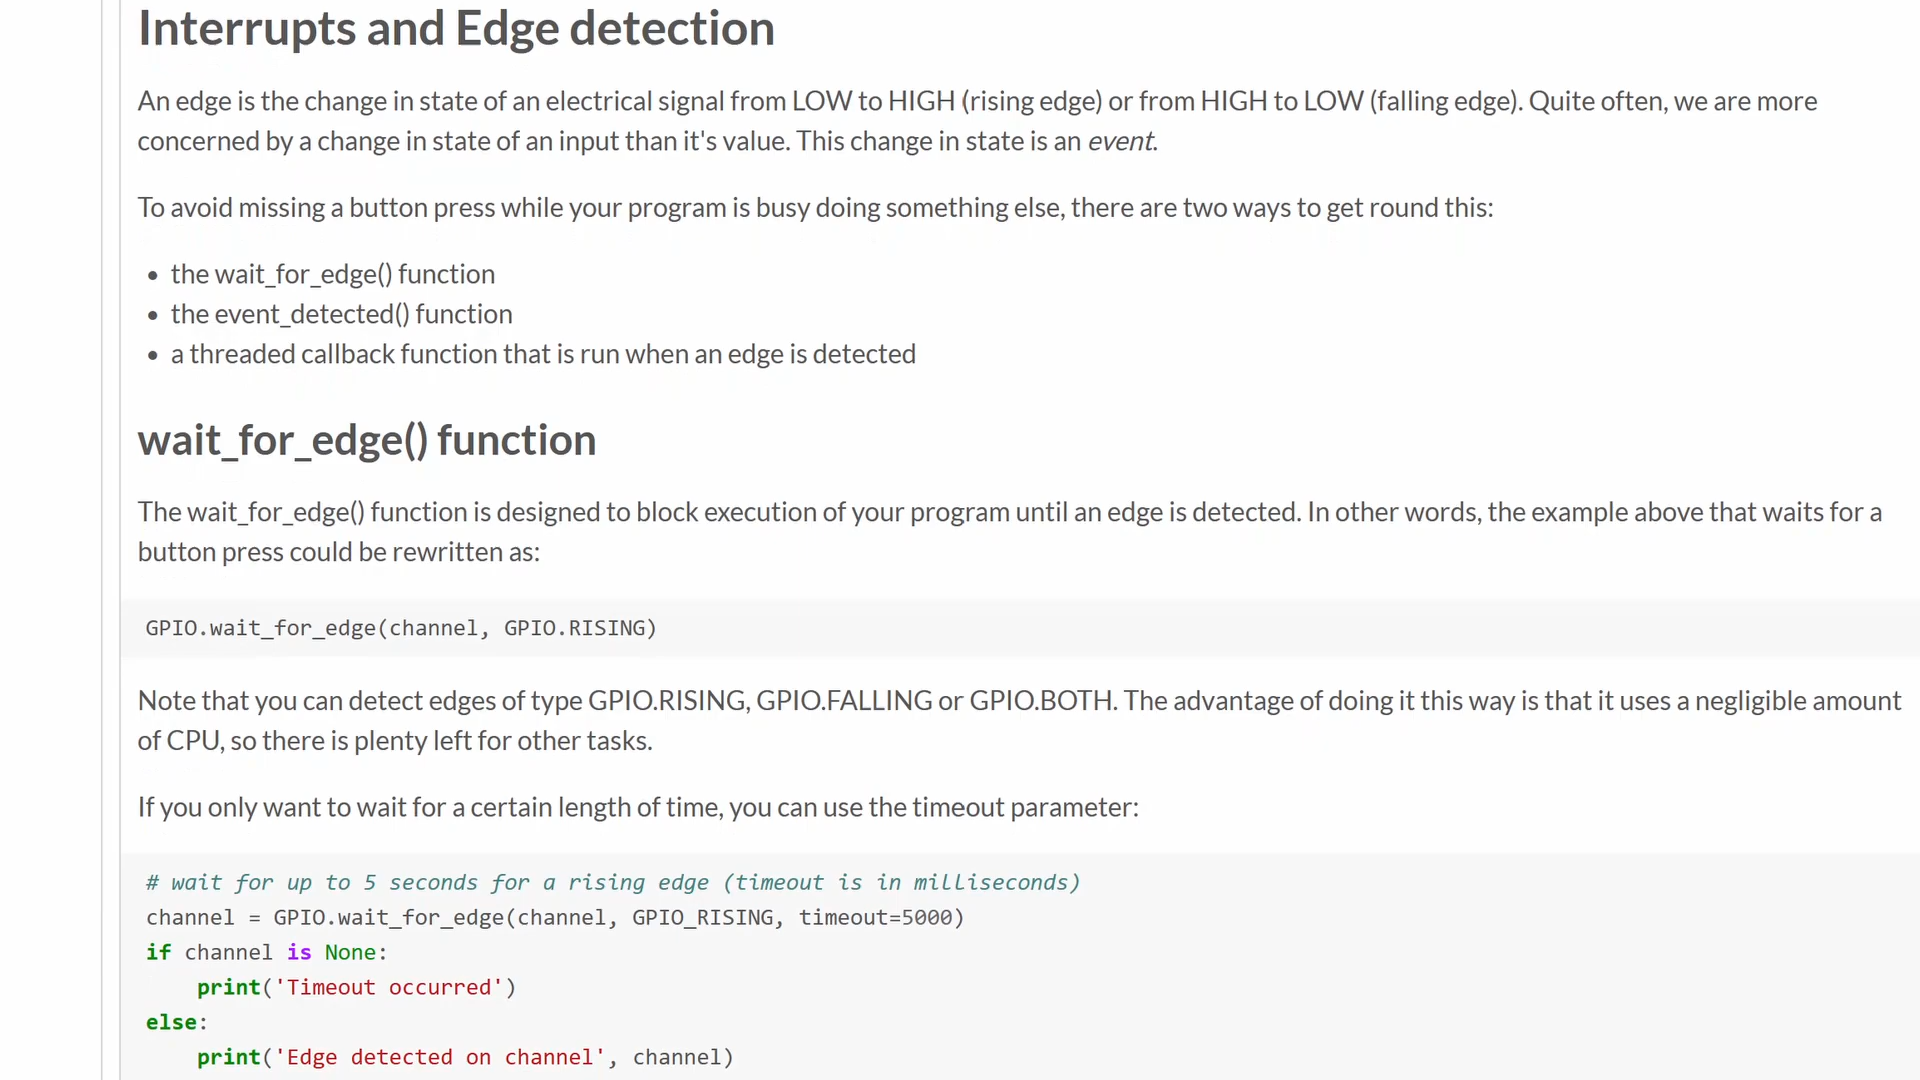 Interrupts and Edge detection
An edge is the change in state of an electrical signal from LOW to HIGH (rising edge) or from HIGH to LOW (falling edge). Quite often, we are more
concerned by a change in state of an input than it's value. This change in state is an event.
To avoid missing a button press while your program is busy doing something else, there are two ways to get round this:
• the wait_for_edge() function
• the event_detected() function
• a threaded callback function that is run when an edge is detected
wait_for_edge() function
The wait_for_edge() function is designed to block execution of your program until an edge is detected. In other words, the example above that waits for a
button press could be rewritten as:
GPIO.wait_for_edge(channel, GPIO.RISING)
Note that you can detect edges of type GPIO.RISING, GPIO.FALLING or GPIO.BOTH. The advantage of doing it this way is that it uses a negligible amount
of CPU, so there is plenty left for other tasks.
If you only want to wait for a certain length of time, you can use the timeout parameter:
# wait for up to 5 seconds for a rising edge (timeout is in milliseconds)
channel = GPIO.wait_for_edge(channel, GPIO_RISING, timeout=5000)
if channel is None:
    print('Timeout occurred')
else:
    print('Edge detected on channel', channel)